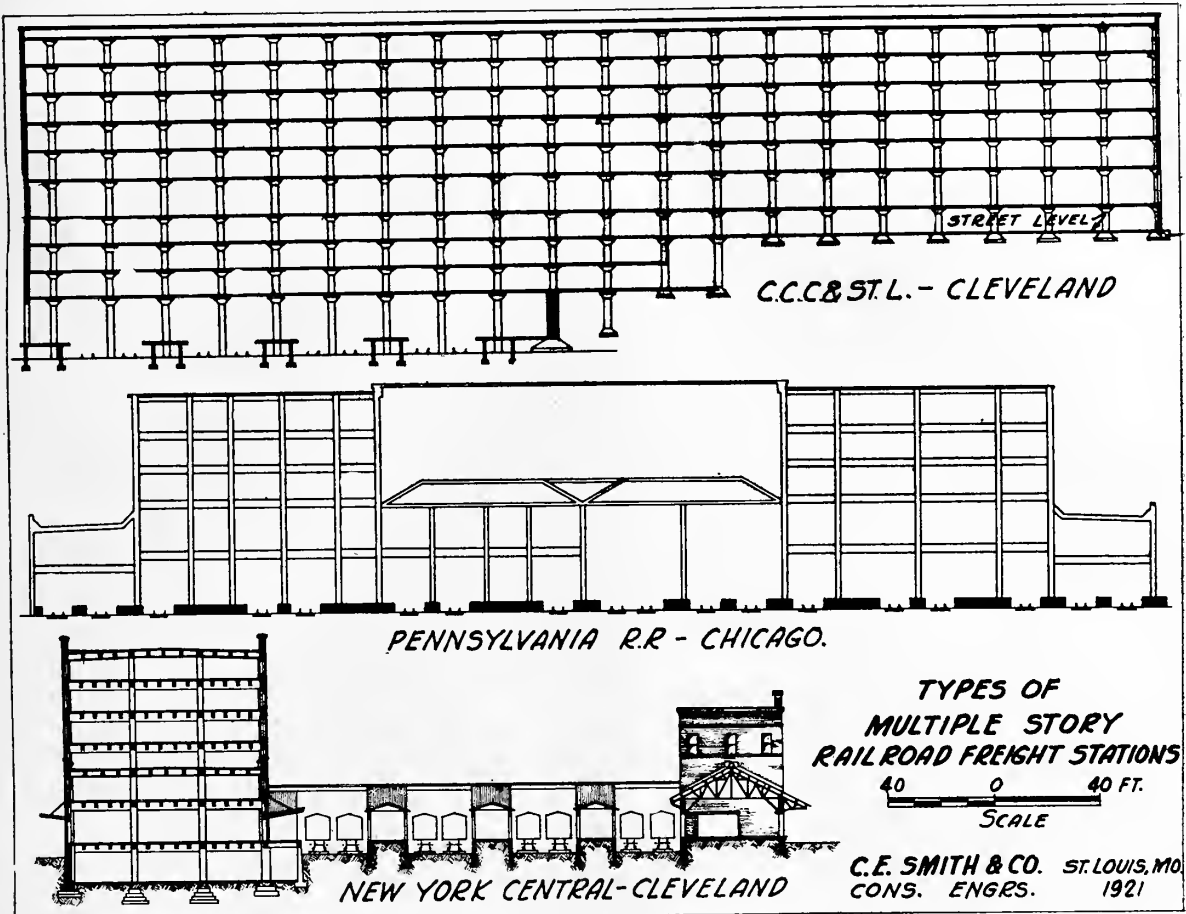 STREET LEVEL
C.C.C & ST. L. - CLEVELAND
PENNSYLVANIA R.R - CHICAGO.
NEW YORK CENTRAL - CLEVELAND
TYPES OF
MULTIPLE STORY
RAILROAD FREIGHT STATIONS
40 0 40 FT.
SCALE
C.E. SMITH & CO. ST. LOUIS, MO.
CONS. ENGRS. 1921